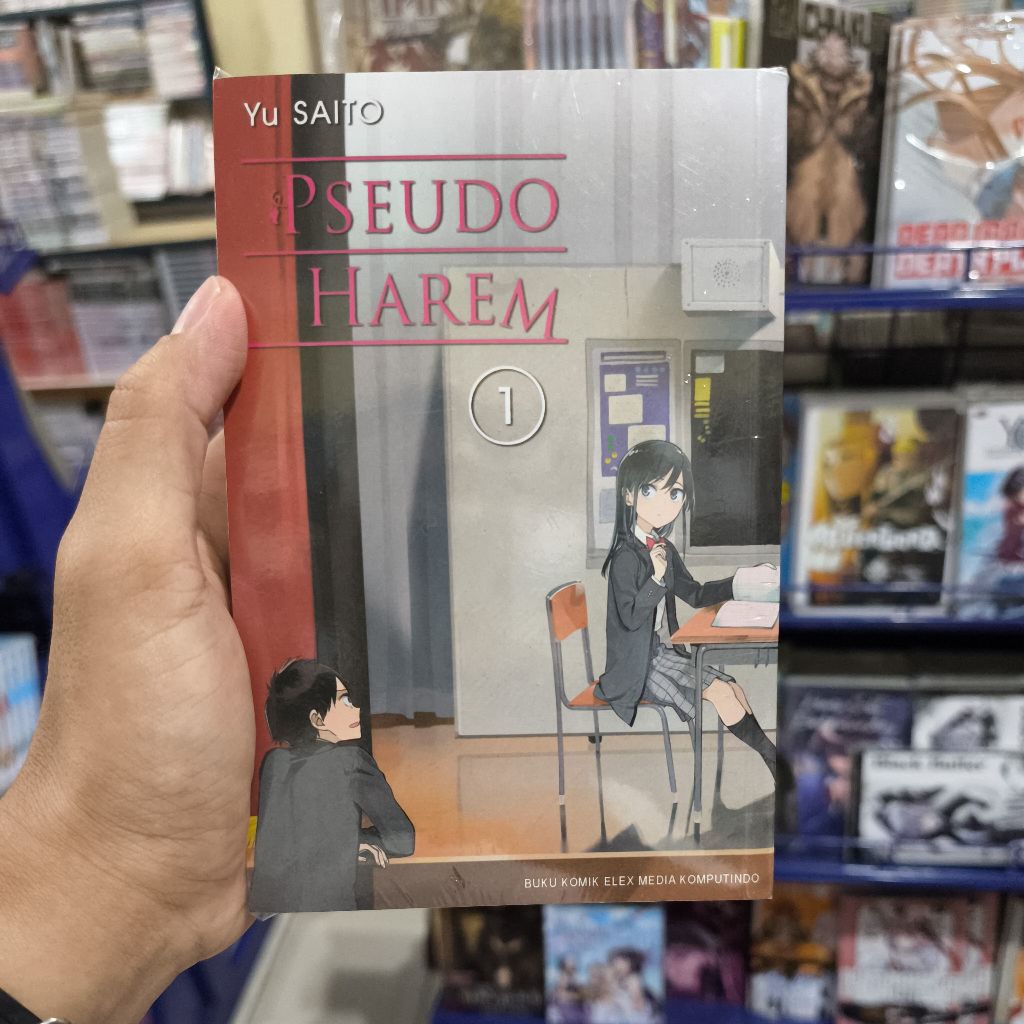 Yu SAITO
PSEUDO
HAREM
1
BUKU KOMIK ELEX MEDIA KOMPUTINDO